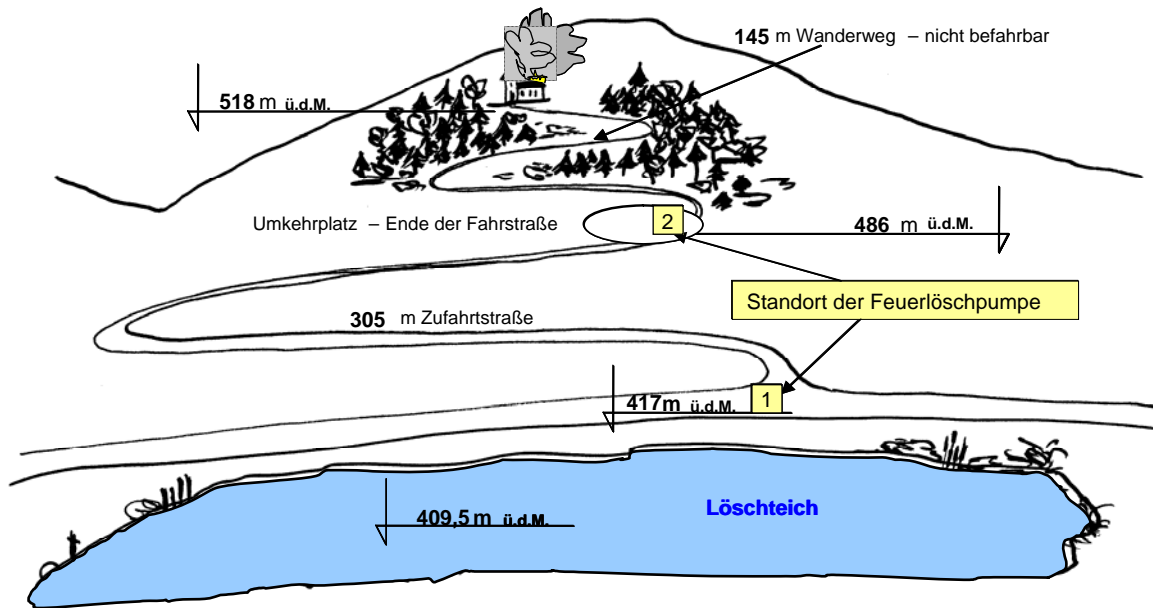 145 m Wanderweg – nicht befahrbar
518 m ü.d.M.
Umkehrplatz – Ende der Fahrstraße
2
486 m ü.d.M.
Standort der Feuerlöschpumpe
305 m Zufahrtstraße
417m ü.d.M.
1
Löschteich
409,5 m ü.d.M.